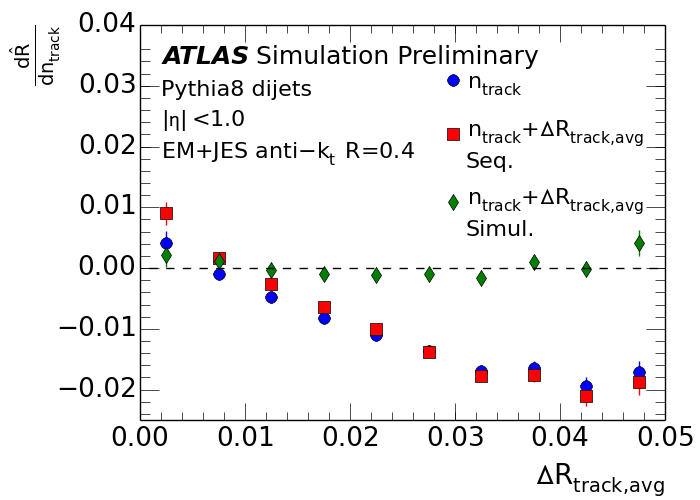 dR̂
dn_track
0.04
0.03
0.02
0.01
0.00
−0.01
−0.02
ATLAS Simulation Preliminary
Pythia8 dijets
|η| <1.0
EM+JES anti−k_t R=0.4
n_track
n_track+ΔR_track,avg
Seq.
n_track+ΔR_track,avg
Simul.
0.00 0.01 0.02 0.03 0.04 0.05
ΔR_track,avg